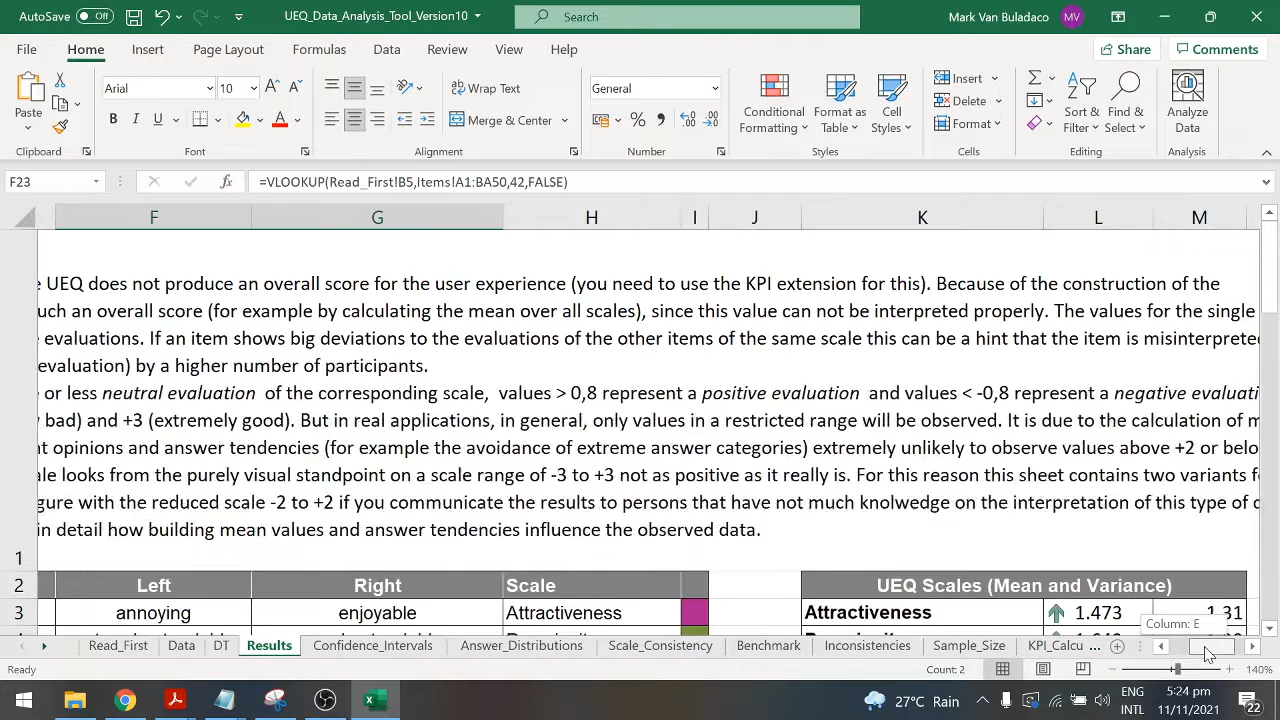 AutoSave Off UEQ_Data_Analysis_Tool_Version10 Search Mark Van Buladaco MV
File Home Insert Page Layout Formulas Data Review View Help Share Comments
Paste Arial 10 Wrap Text General Conditional Formatting Format as Table Cell Styles Insert Sort & Filter Find & Select Analyze Data
B I U A Merge & Center % Delete
Format
Clipboard Font Alignment Number Styles Cells Editing Analysis
F23 fx =VLOOKUP(Read_First!B5,Items!A1:BA50,42,FALSE)
F G H I J K L M
e UEQ does not produce an overall score for the user experience (you need to use the KPI extension for this). Because of the construction of the
uch an overall score (for example by calculating the mean over all scales), since this value can not be interpreted properly. The values for the single
e evaluations. If an item shows big deviations to the evaluations of the other items of the same scale this can be a hint that the item is misinterprete
evaluation) by a higher number of participants.
e or less neutral evaluation of the corresponding scale, values > 0,8 represent a positive evaluation and values < -0,8 represent a negative evaluati
y bad) and +3 (extremely good). But in real applications, in general, only values in a restricted range will be observed. It is due to the calculation of m
nt opinions and answer tendencies (for example the avoidance of extreme answer categories) extremely unlikely to observe values above +2 or belo
ale looks from the purely visual standpoint on a scale range of -3 to +3 not as positive as it really is. For this reason this sheet contains two variants f
gure with the reduced scale -2 to +2 if you communicate the results to persons that have not much knolwedge on the interpretation of this type of d
in detail how building mean values and answer tendencies influence the observed data.
1
2 Left Right Scale UEQ Scales (Mean and Variance)
3 annoying enjoyable Attractiveness Attractiveness 1.473 1.31
Column: E
Read_First Data DT Results Confidence_Intervals Answer_Distributions Scale_Consistency Benchmark Inconsistencies Sample_Size KPI_Calcu ...
Ready Count: 2 140%
27°C Rain ENG INTL 5:24 pm 11/11/2021 22